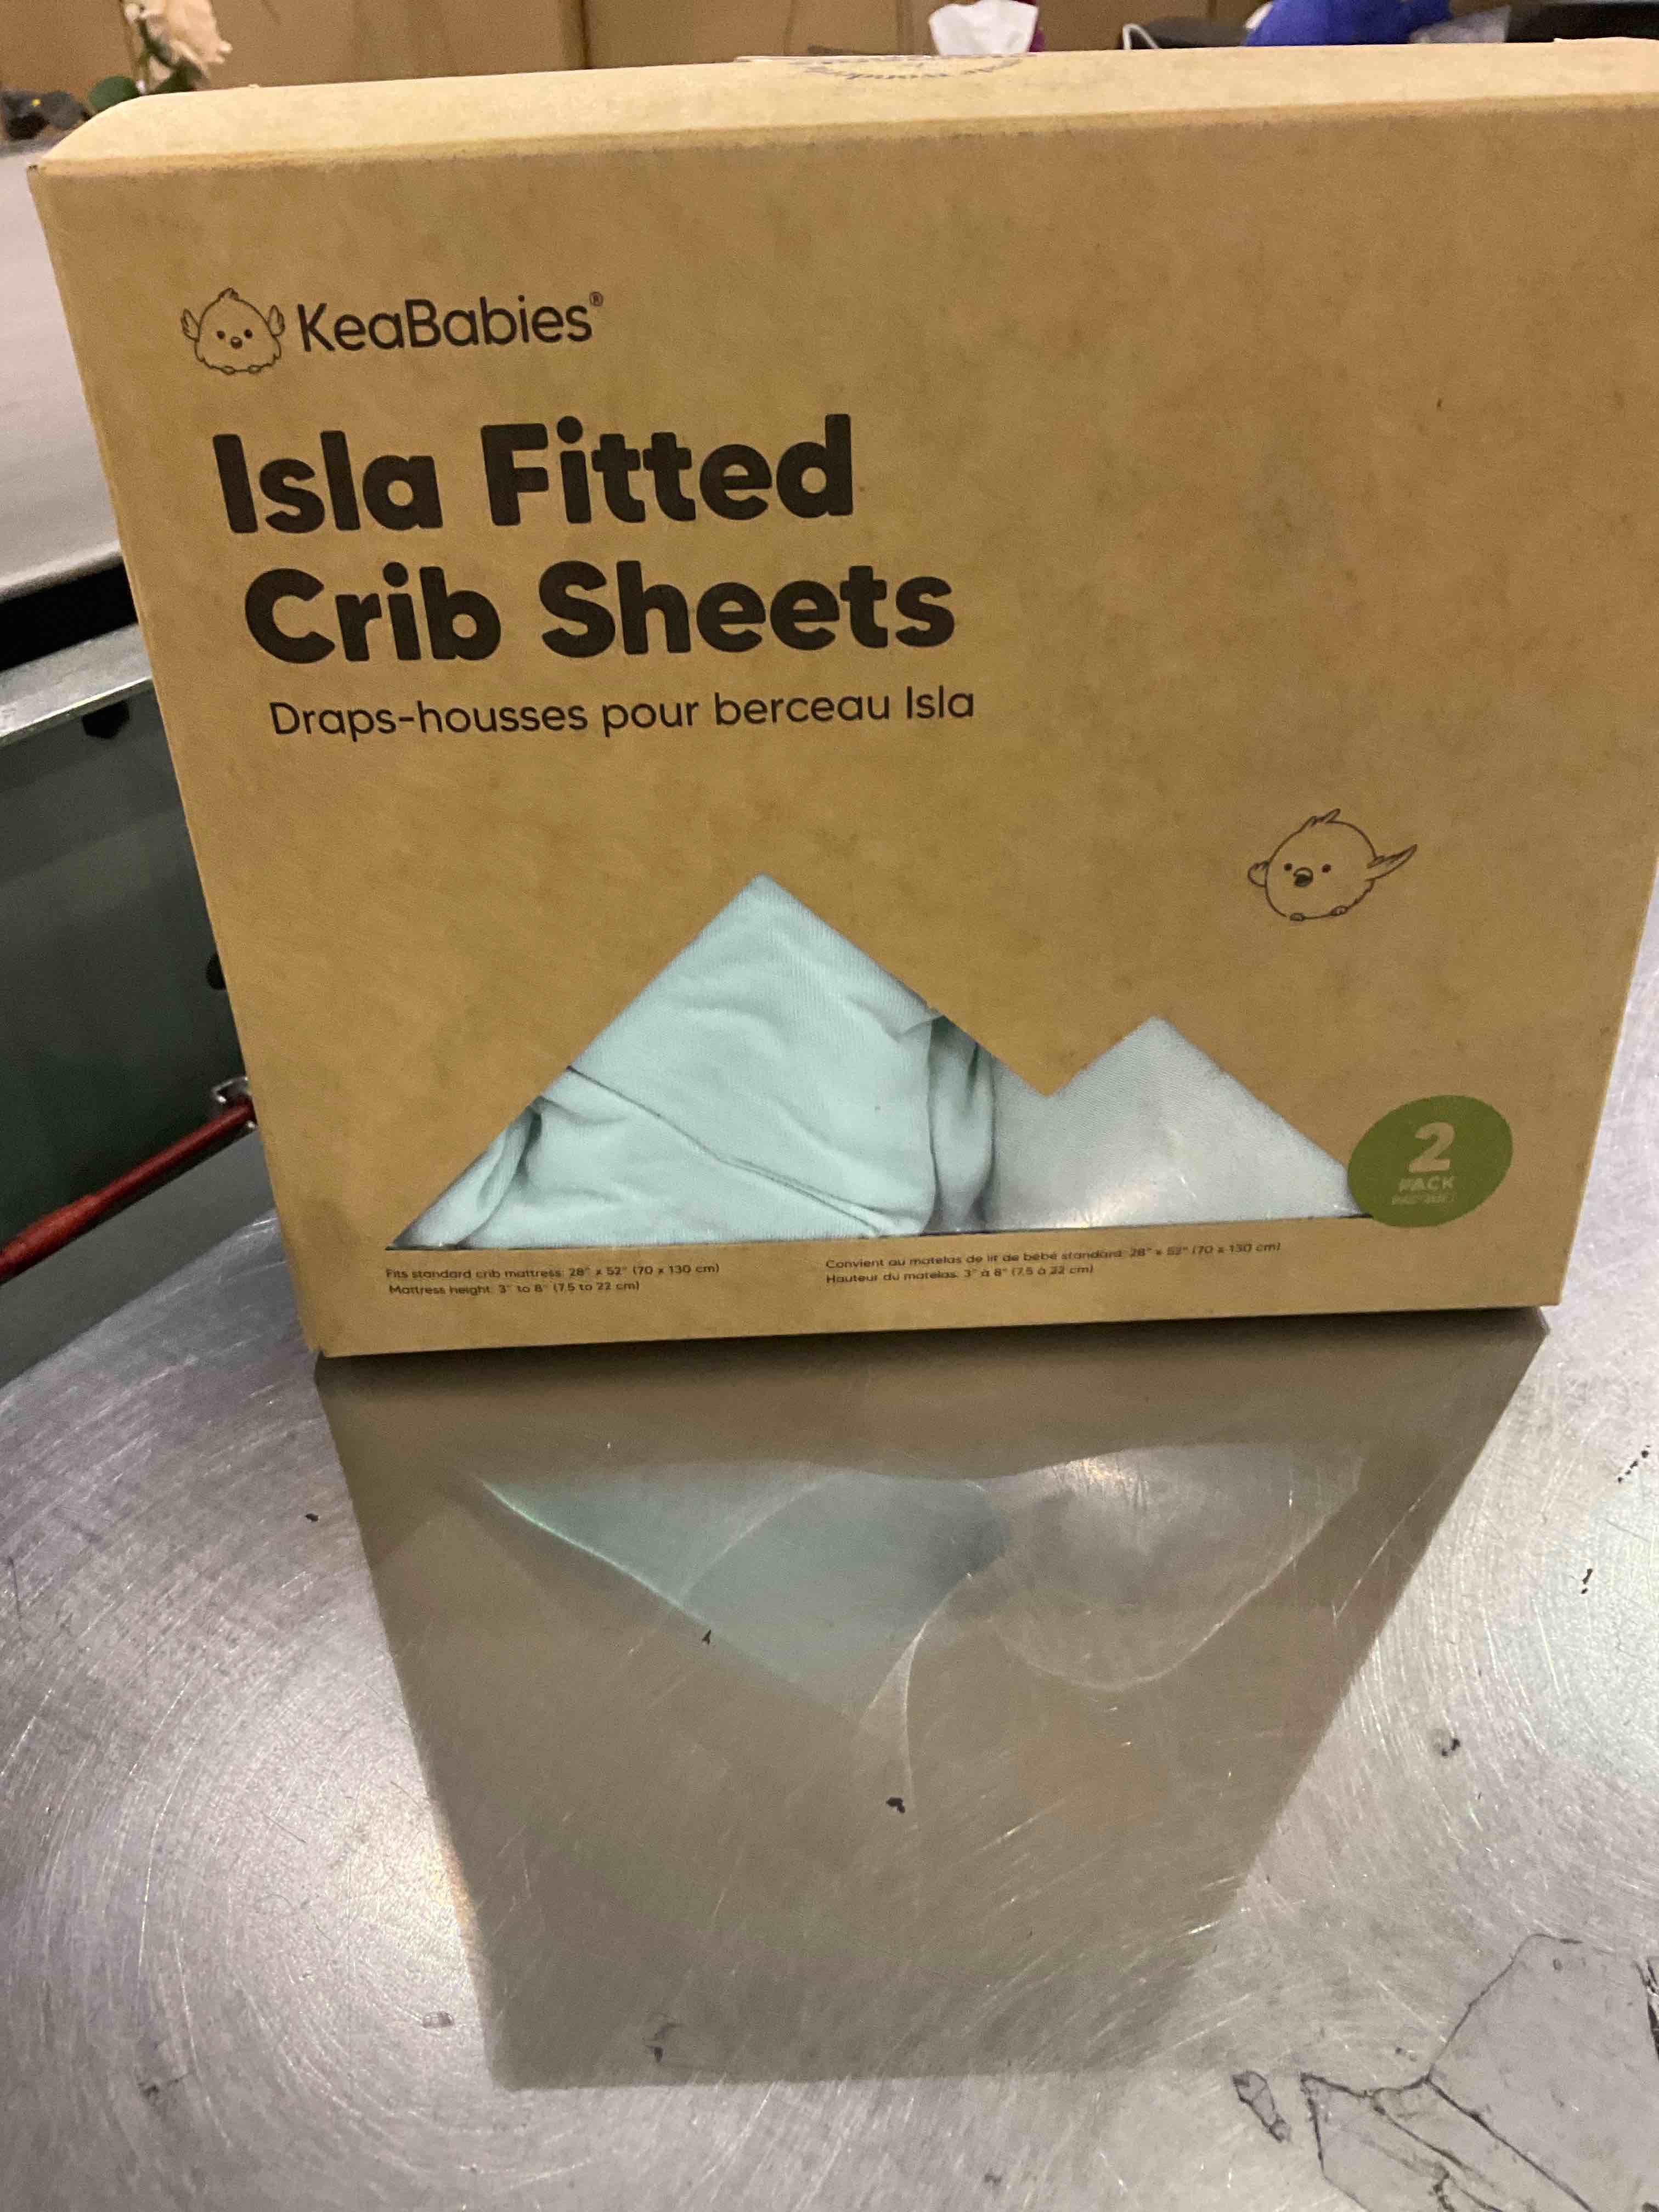 KeaBabies®
Isla Fitted
Crib Sheets
Draps-housses pour berceau Isla
2
PACK
Fits standard crib mattress: 28" x 52" (70 x 130 cm)
Mattress height: 3" to 8" (7.5 to 22 cm)
Convient au matelas de lit de bébé standard: 28" x 52" (70 x 130 cm)
Hauteur du matelas: 3" à 8" (7.5 à 22 cm)